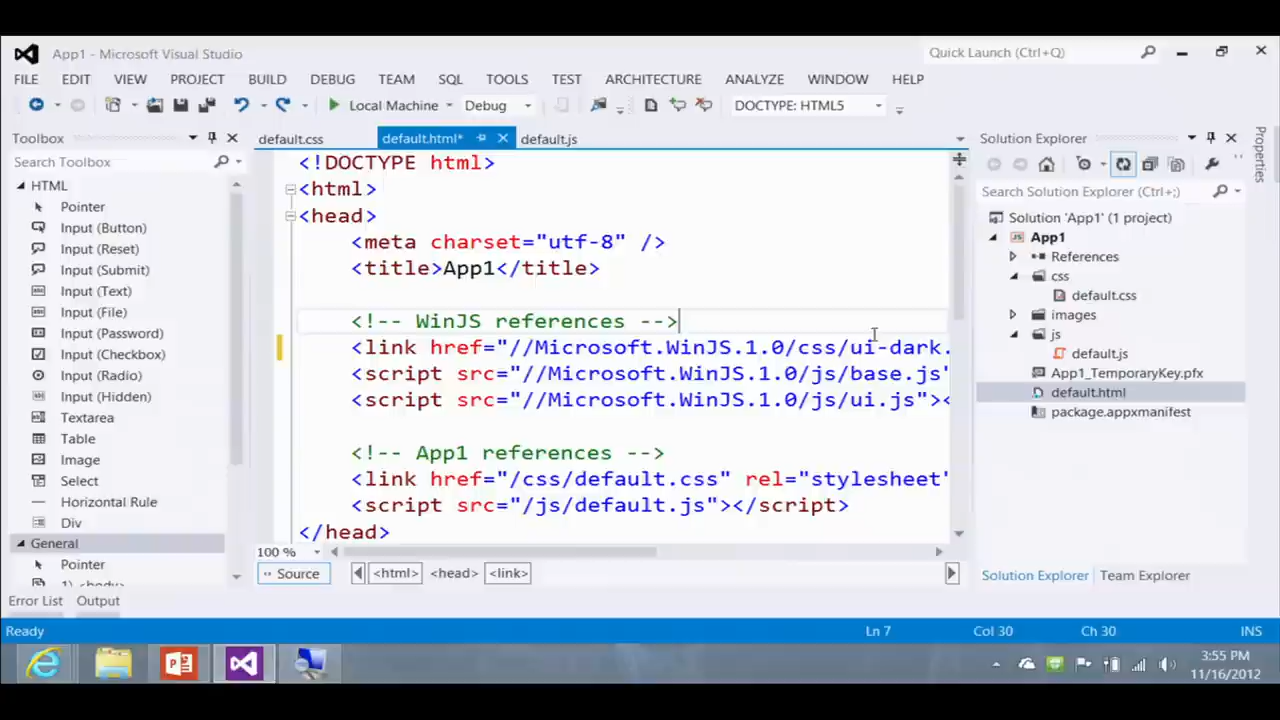 App1 - Microsoft Visual Studio
Quick Launch (Ctrl+Q)
FILE EDIT VIEW PROJECT BUILD DEBUG TEAM SQL TOOLS TEST ARCHITECTURE ANALYZE WINDOW HELP
Local Machine Debug DOCTYPE: HTML5
Toolbox
Search Toolbox
HTML
Pointer
Input (Button)
Input (Reset)
Input (Submit)
Input (Text)
Input (File)
Input (Password)
Input (Checkbox)
Input (Radio)
Input (Hidden)
Textarea
Table
Image
Select
Horizontal Rule
Div
General
Pointer
default.css default.html* default.js
<!DOCTYPE html>
<html>
<head>
<meta charset="utf-8" />
<title>App1</title>
<!-- WinJS references -->
<link href="//Microsoft.WinJS.1.0/css/ui-dark.
<script src="//Microsoft.WinJS.1.0/js/base.js"
<script src="//Microsoft.WinJS.1.0/js/ui.js"><
<!-- App1 references -->
<link href="/css/default.css" rel="stylesheet"
<script src="/js/default.js"></script>
</head>
100 %
Source <html> <head> <link>
Solution Explorer
Search Solution Explorer (Ctrl+;)
Solution 'App1' (1 project)
App1
References
css
default.css
images
js
default.js
App1_TemporaryKey.pfx
default.html
package.appxmanifest
Solution Explorer Team Explorer
Properties
Error List Output
Ready Ln 7 Col 30 Ch 30 INS
3:55 PM
11/16/2012